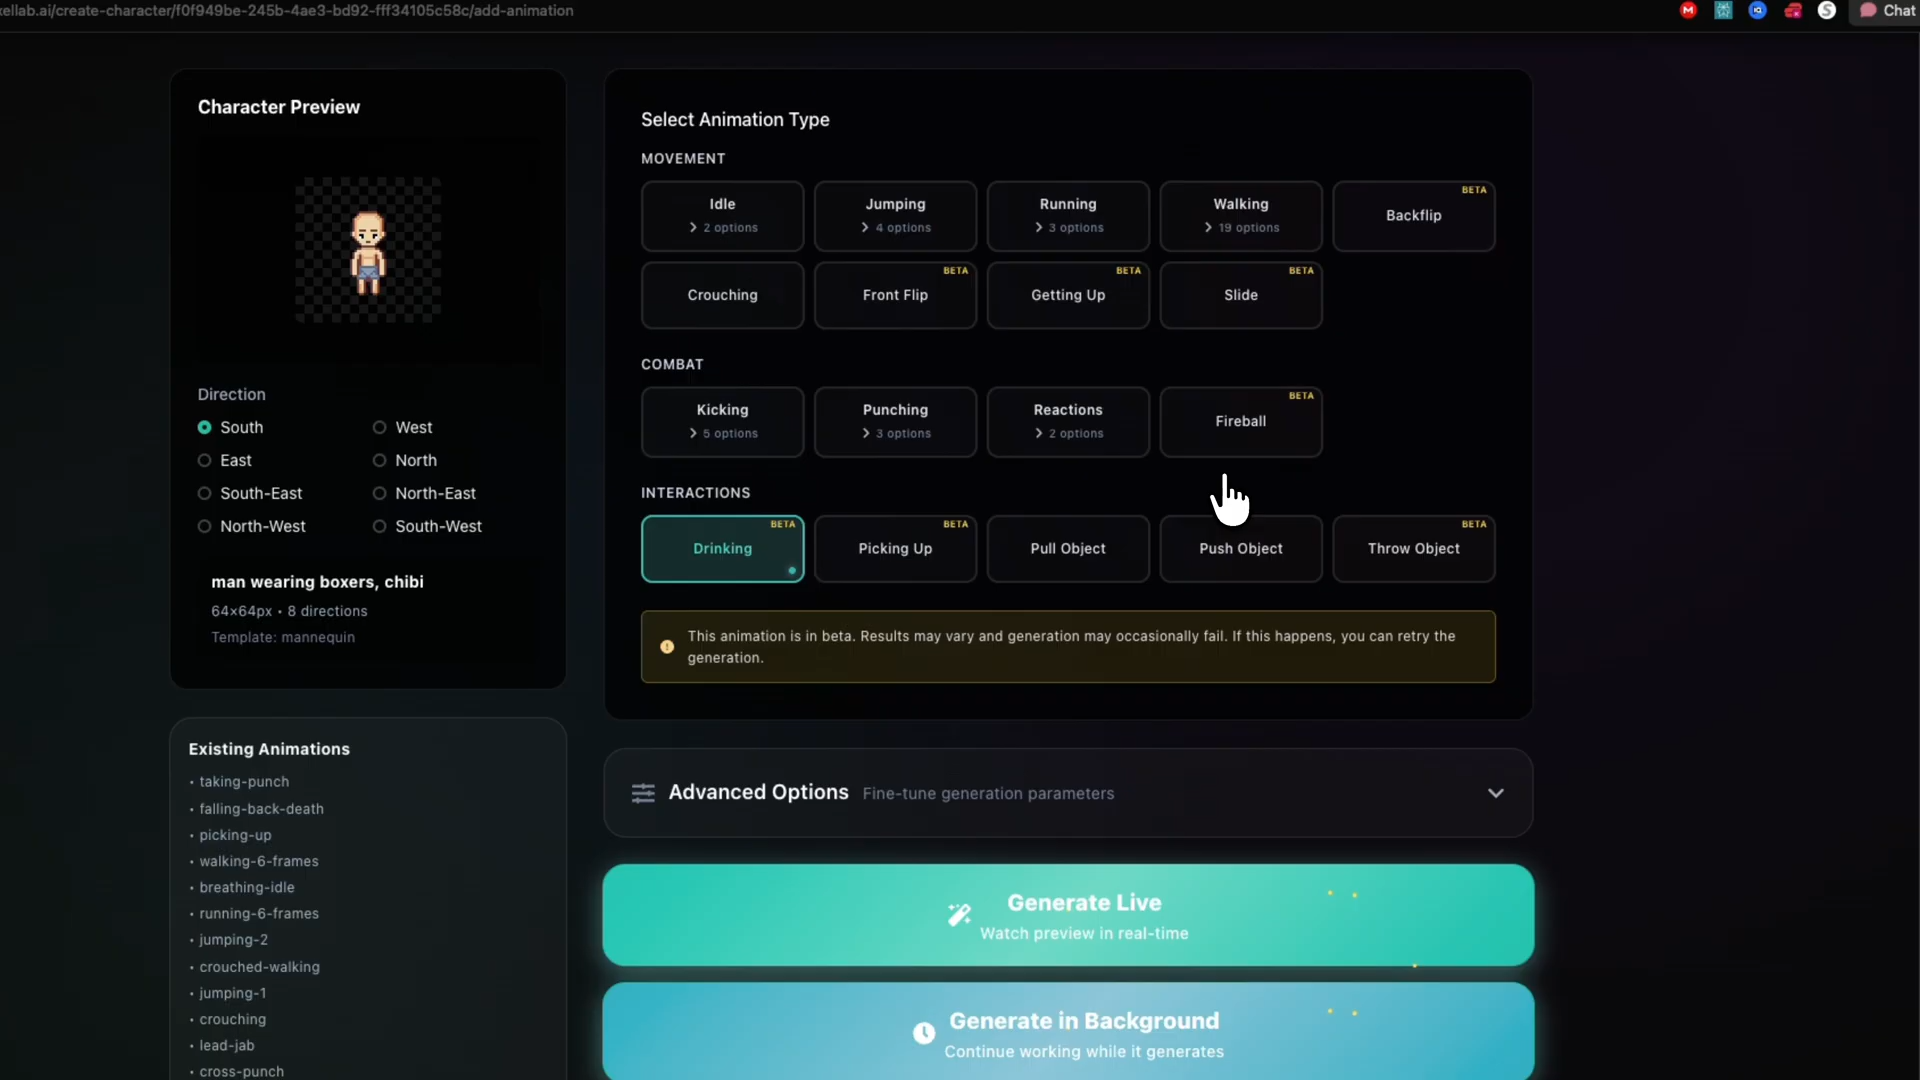 xellab.ai/create-character/f0f949be-245b-4ae3-bd92-fff34105c58c/add-animation
Chat
Character Preview
Direction
South
West
East
North
South-East
North-East
North-West
South-West
man wearing boxers, chibi
64×64px • 8 directions
Template: mannequin
Existing Animations
• taking-punch
• falling-back-death
• picking-up
• walking-6-frames
• breathing-idle
• running-6-frames
• jumping-2
• crouched-walking
• jumping-1
• crouching
• lead-jab
• cross-punch
Select Animation Type
MOVEMENT
Idle
2 options
Jumping
4 options
Running
3 options
Walking
19 options
BETA
Backflip
Crouching
BETA
Front Flip
BETA
Getting Up
BETA
Slide
COMBAT
Kicking
5 options
Punching
3 options
Reactions
2 options
BETA
Fireball
INTERACTIONS
BETA
Drinking
BETA
Picking Up
Pull Object
Push Object
BETA
Throw Object
This animation is in beta. Results may vary and generation may occasionally fail. If this happens, you can retry the
generation.
Advanced Options Fine-tune generation parameters
Generate Live
Watch preview in real-time
Generate in Background
Continue working while it generates